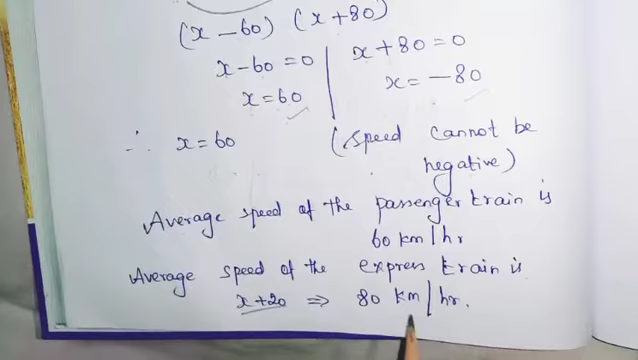 (x-60) (x+80)
x-60=0 | x+80=0
x=60 | x=-80
∴ x=60 (speed cannot be
negative)
Average speed of the passenger train is
60 km/hr
Average speed of the express train is
x+20 ⇒ 80 km/hr.